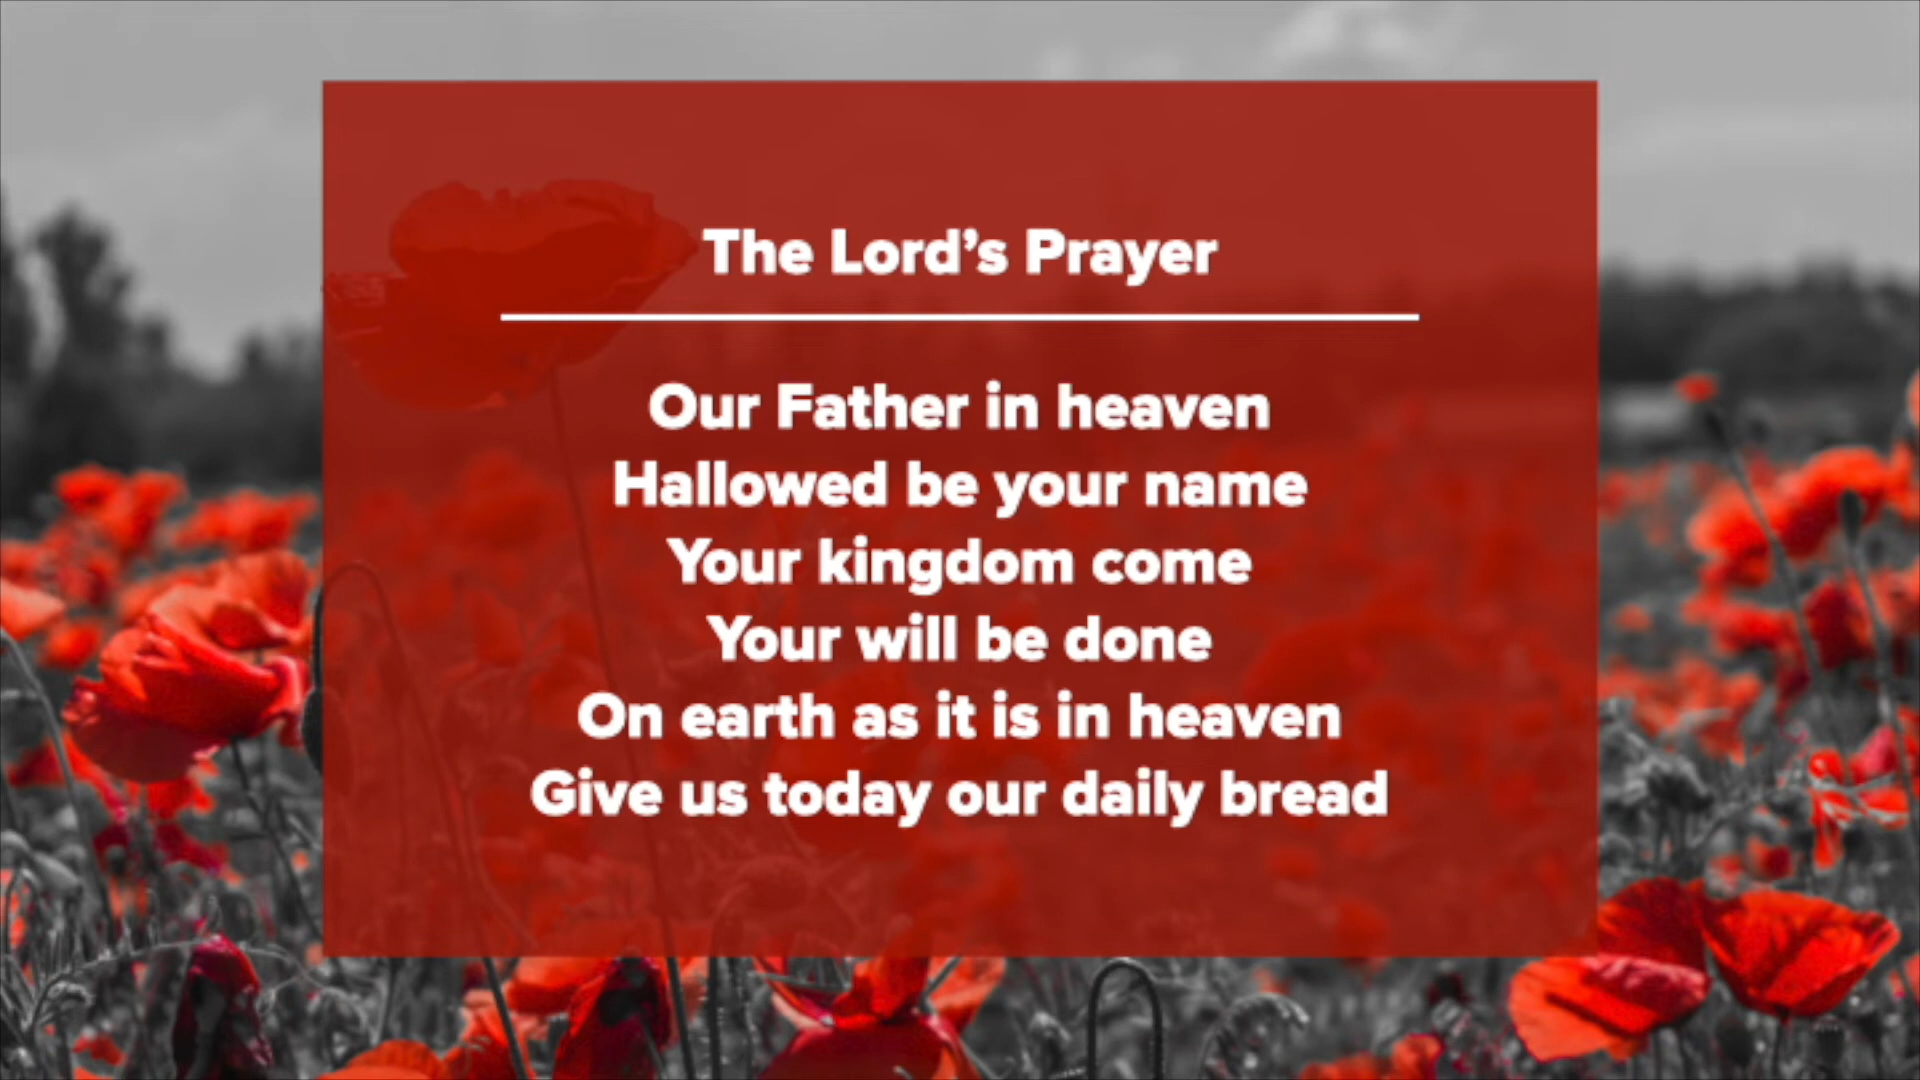 The Lord’s Prayer
Our Father in heaven
Hallowed be your name
Your kingdom come
Your will be done
On earth as it is in heaven
Give us today our daily bread